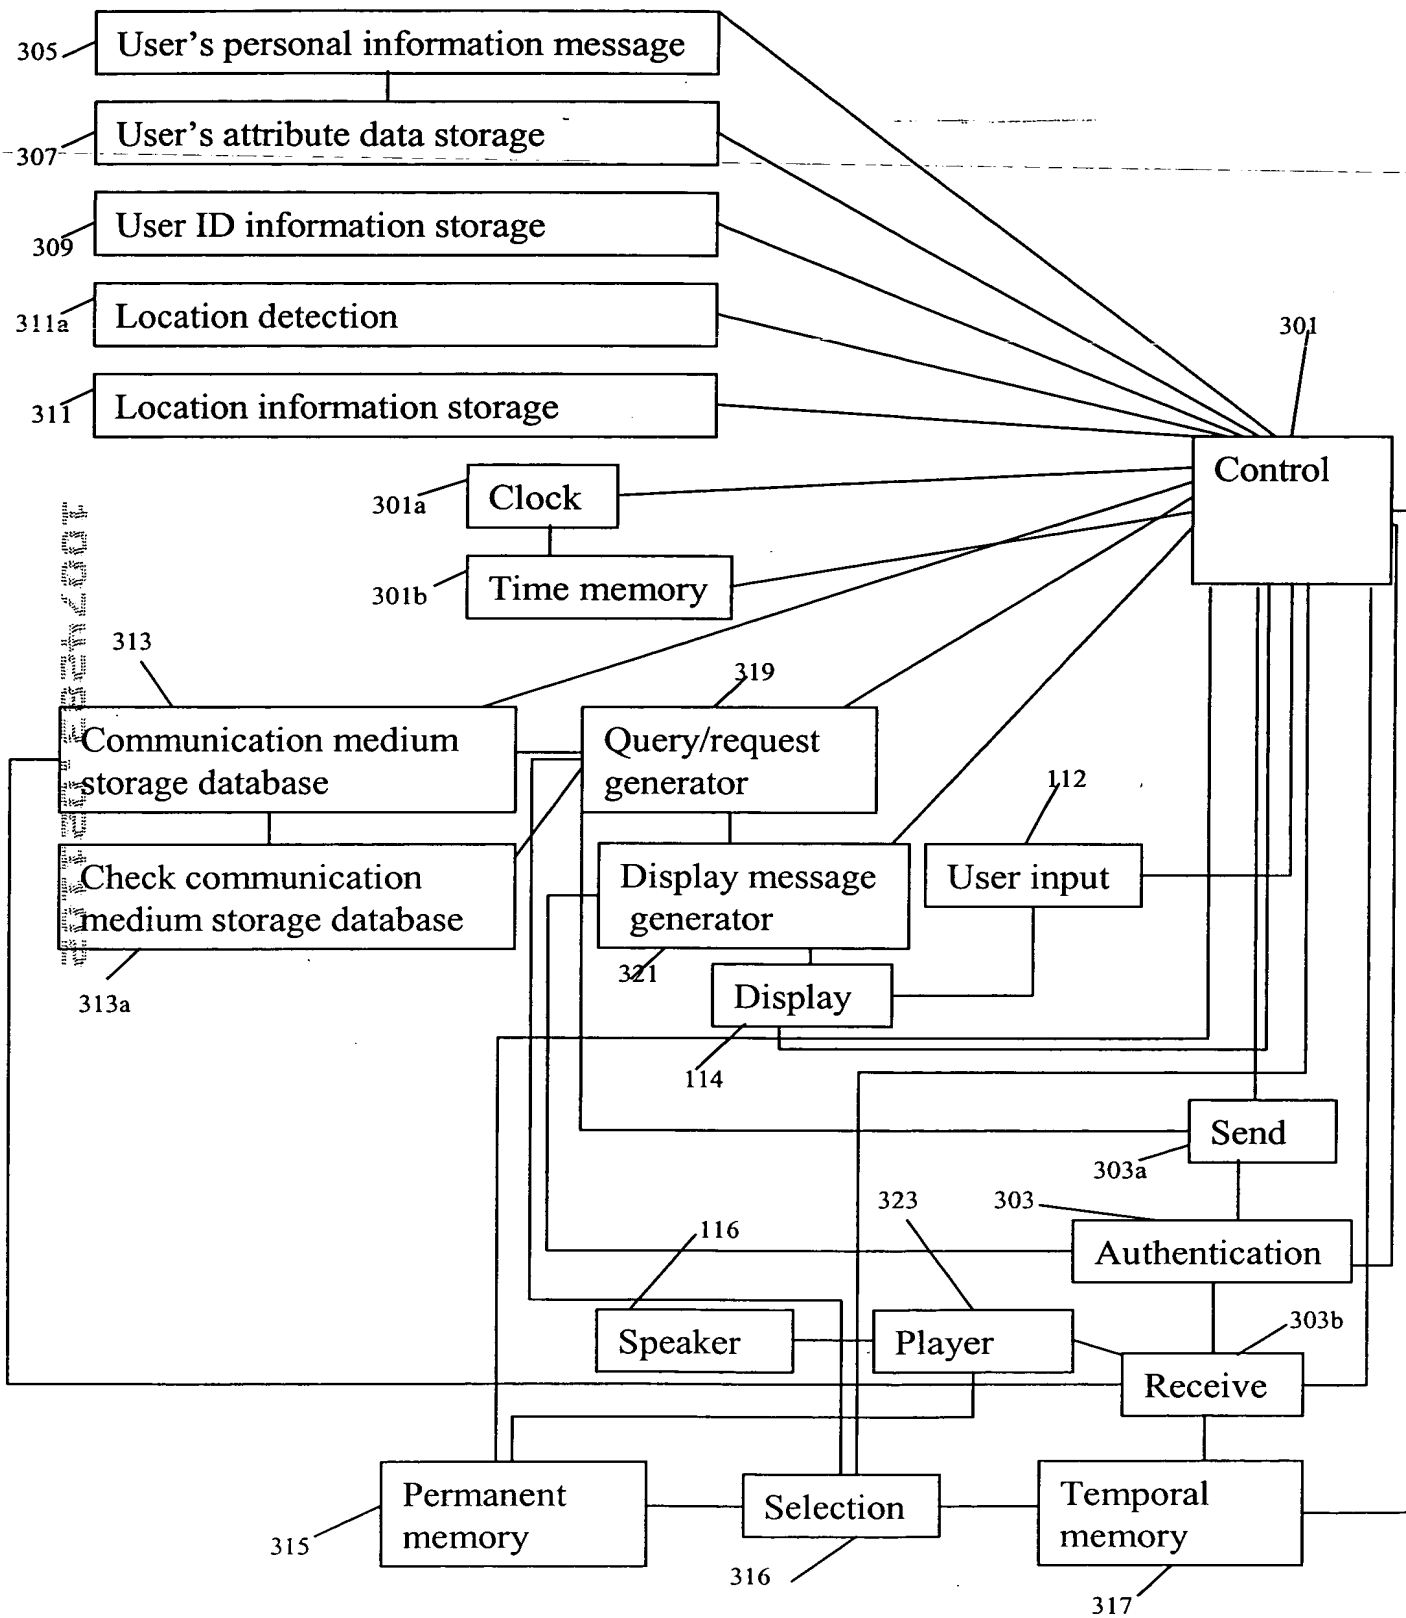 305
User's personal information message
307
User's attribute data storage
309
User ID information storage
311a
Location detection
301
311
Location information storage
Control
301a
Clock
301b
Time memory
313
319
Communication medium
storage database
Query/request
generator
112
Check communication
medium storage database
Display message
generator
User input
321
313a
Display
114
Send
303a
323
303
116
Authentication
303b
Speaker
Player
Receive
Permanent
memory
Selection
Temporal
memory
315
316
317